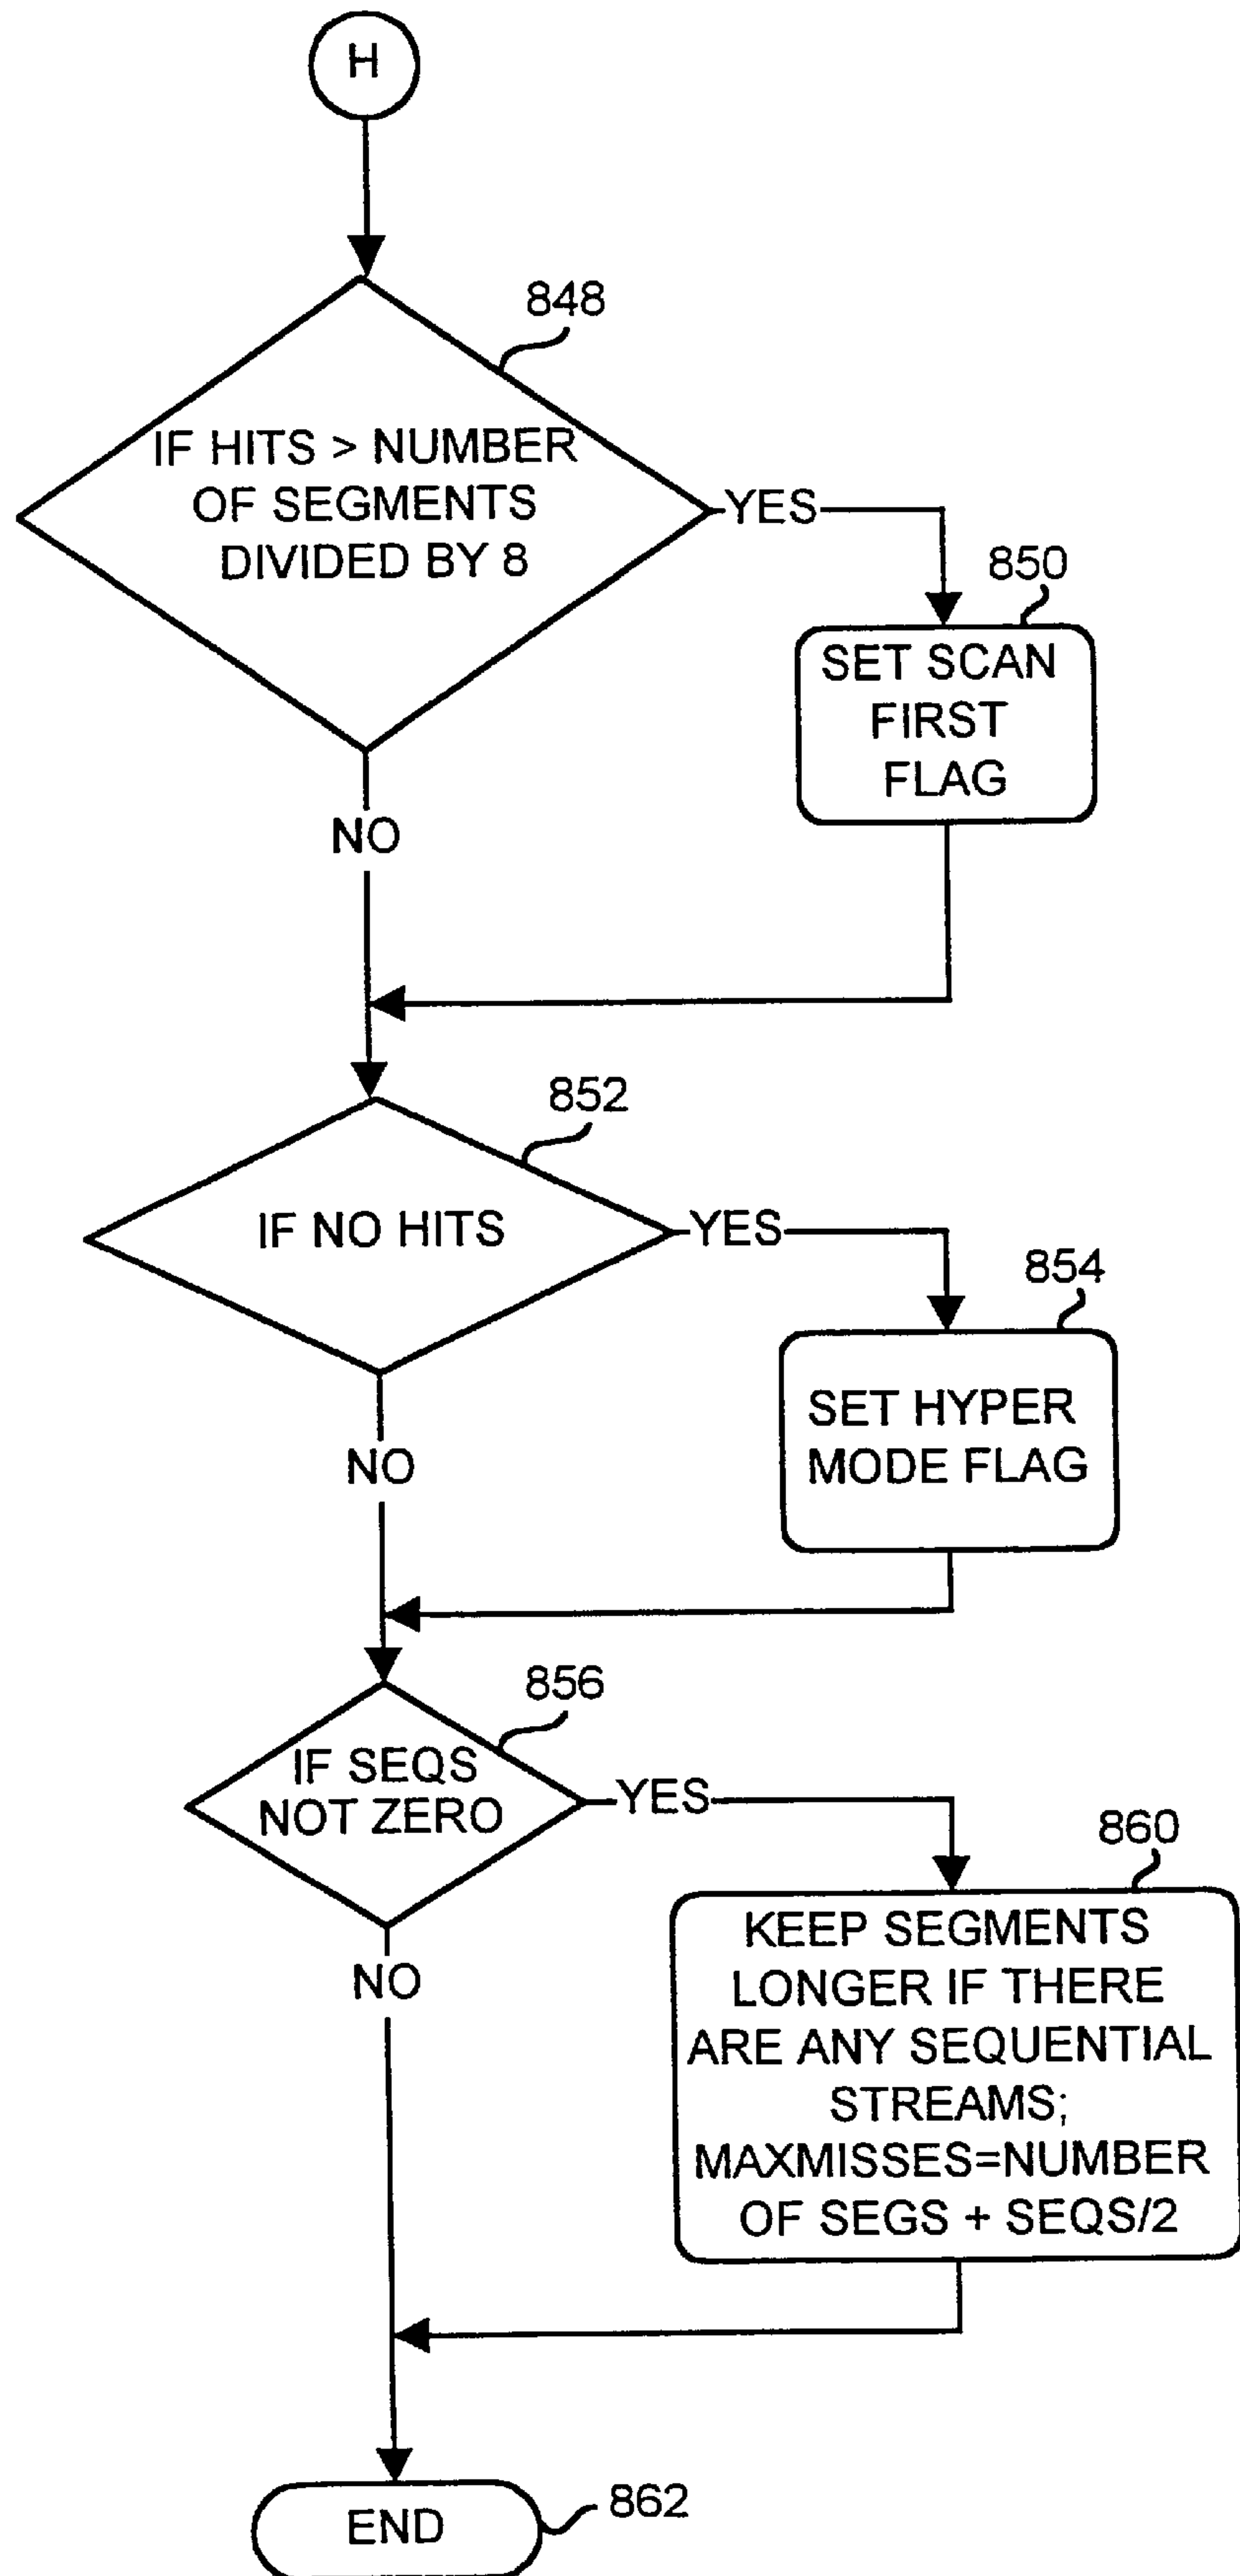 H
848
IF HITS > NUMBER
OF SEGMENTS
DIVIDED BY 8
YES
850
SET SCAN
FIRST
FLAG
NO
852
IF NO HITS
YES
854
SET HYPER
MODE FLAG
NO
856
IF SEQS
NOT ZERO
YES
860
KEEP SEGMENTS
LONGER IF THERE
ARE ANY SEQUENTIAL
STREAMS;
MAXMISSES=NUMBER
OF SEGS + SEQS/2
NO
END
862